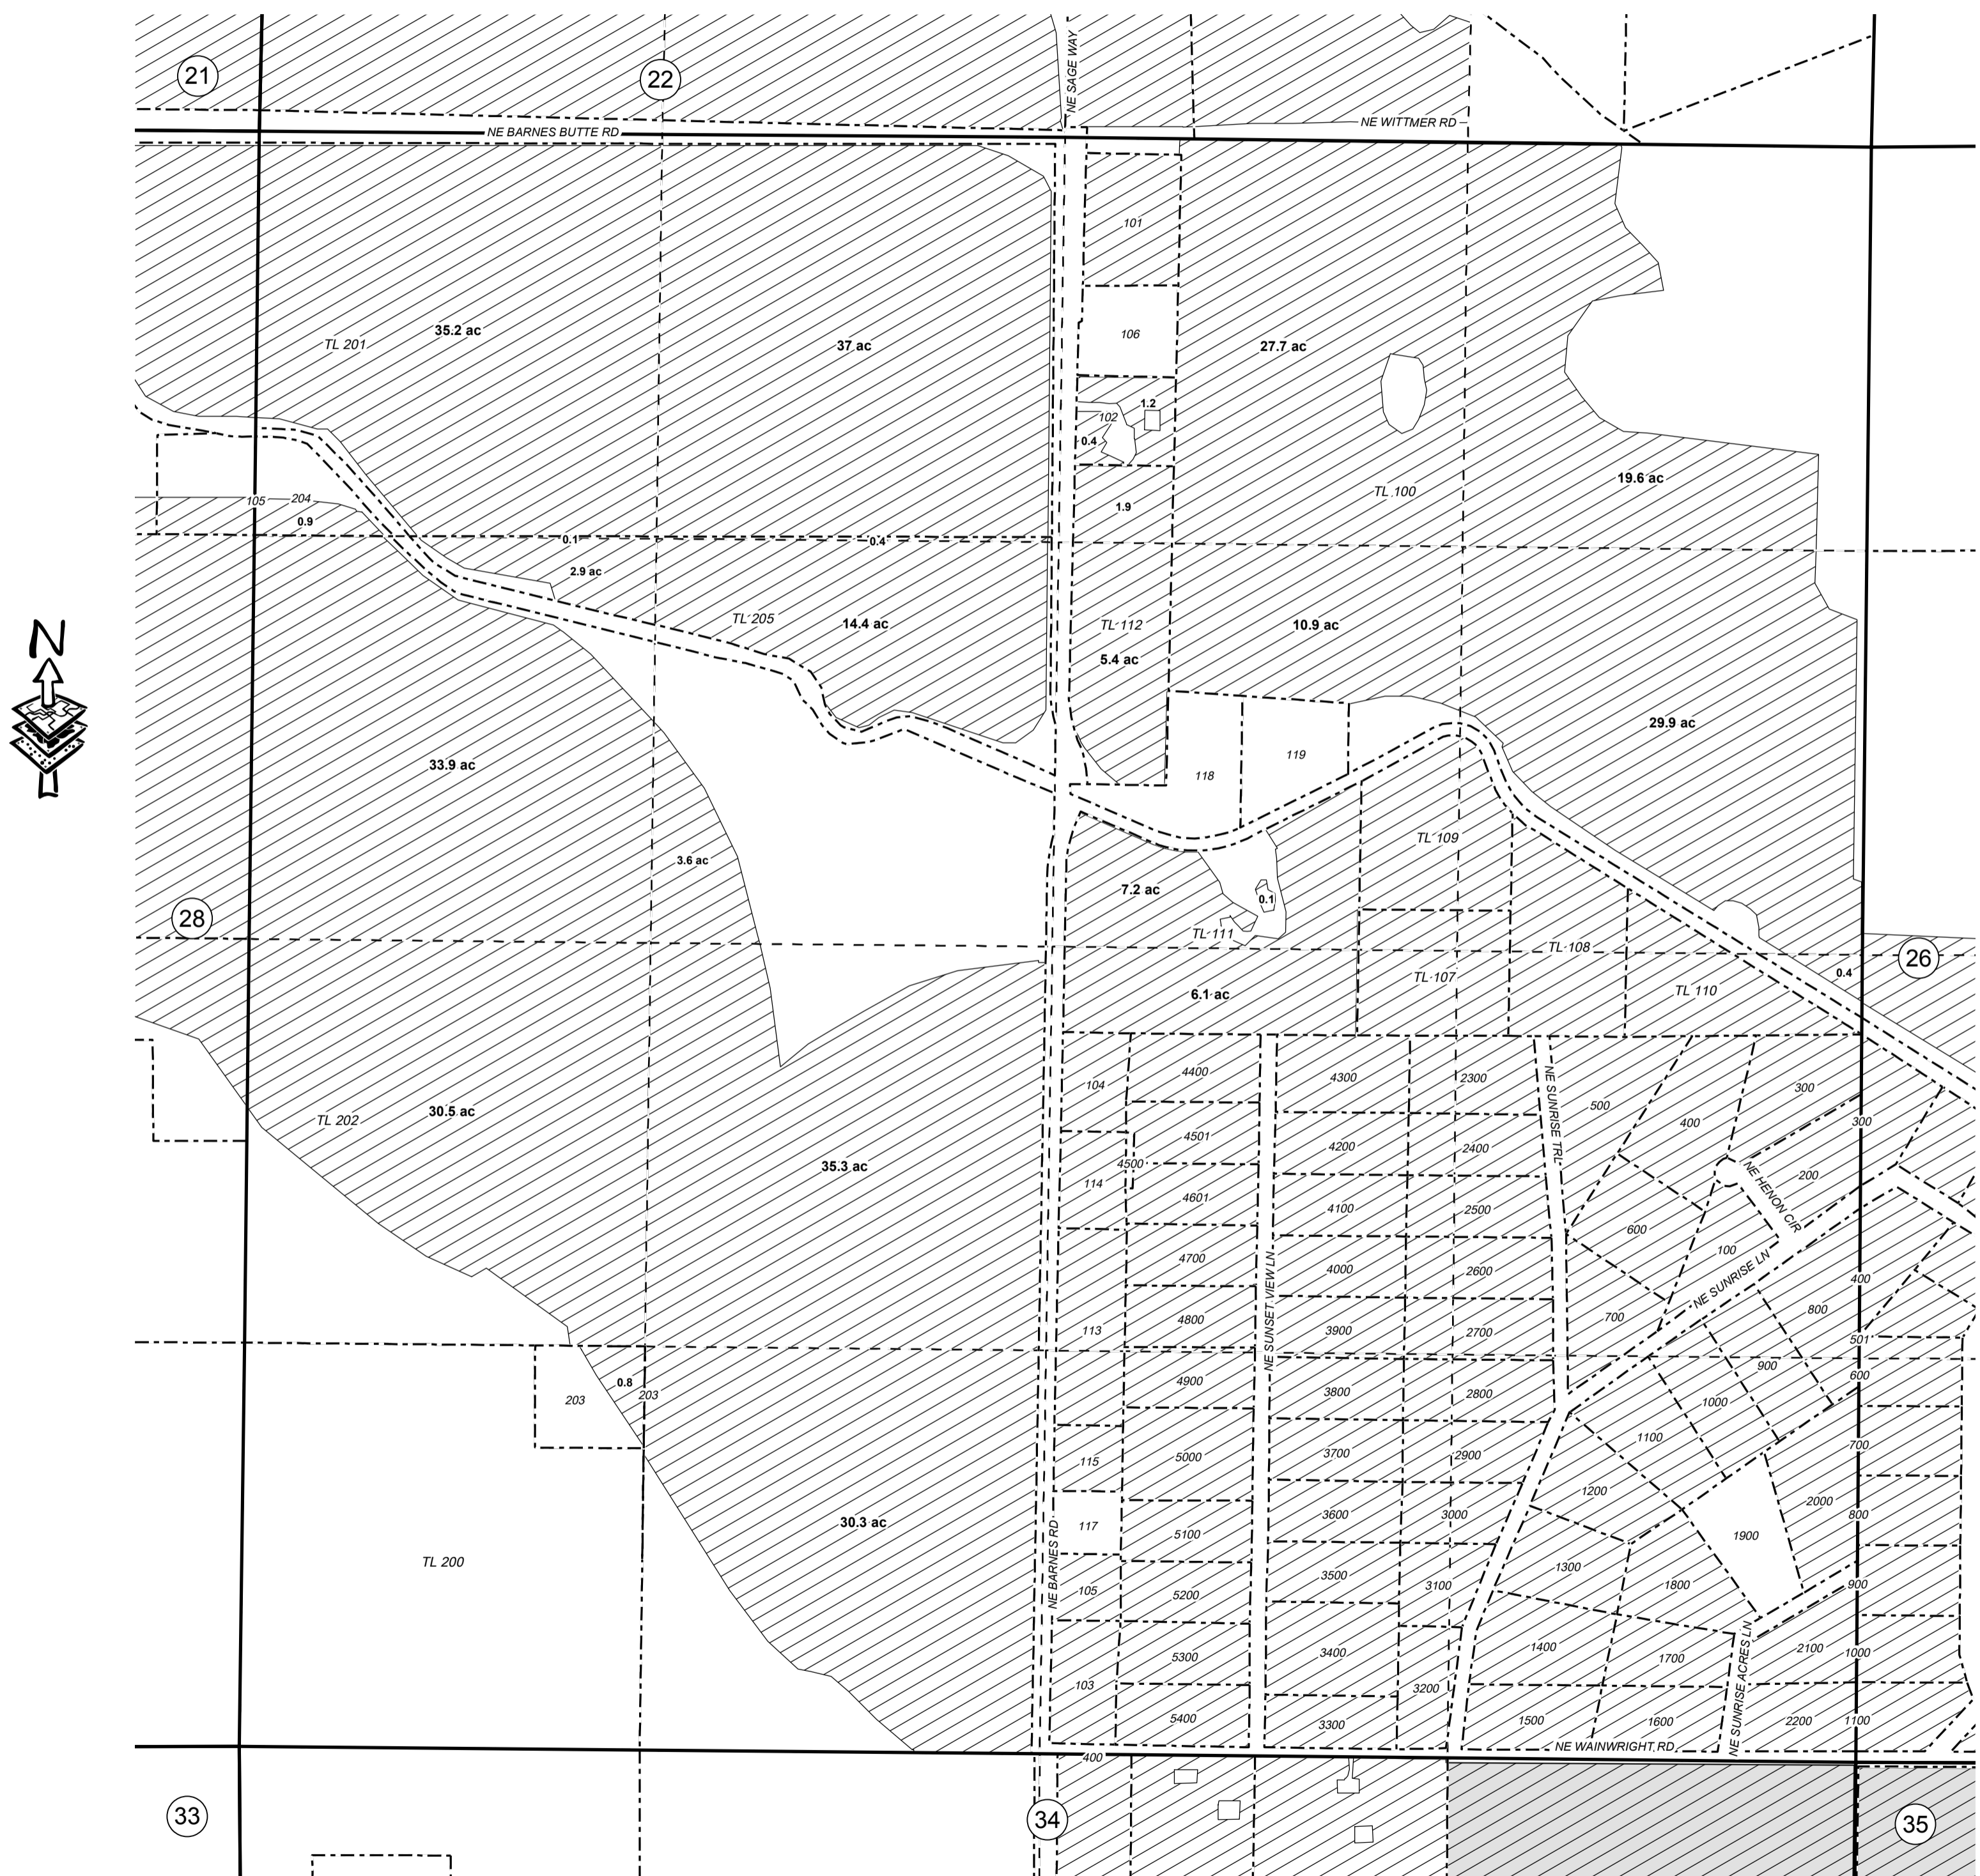 21
22
NE SAGE WAY
NE BARNES BUTTE RD
NE WITTMER RD
101
106
35.2 ac
TL 201
37 ac
27.7 ac
1.2
102
0.4
19.6 ac
TL 100
105
204
0.9
1.9
0.1
0.4
2.9 ac
TL 205
14.4 ac
TL 112
10.9 ac
N
5.4 ac
29.9 ac
33.9 ac
118
119
TL 109
3.6 ac
7.2 ac
0.1
28
TL 111
TL 108
26
0.4
TL 107
TL 110
6.1 ac
104
4400
4300
2300
NE SUNRISE TRL
500
400
300
300
TL 202
30.5 ac
35.3 ac
4501
4500
114
4200
2400
NE HENON CIR
200
4601
4100
2500
600
100
4700
4000
2600
NE SUNRISE LN
400
NE SUNSET VIEW LN
113
4800
3900
2700
700
800
501
0.8
203
203
4900
3800
2800
900
600
1000
115
5000
3700
2900
1100
700
30.3 ac
117
NE BARNES RD
5100
3600
3000
1200
2000
800
1900
TL 200
105
5200
3500
3100
1300
1800
900
5300
3400
1400
1700
NE SUNRISE ACRES LN
2100
1000
103
3200
5400
3300
1500
1600
2200
1100
400
NE WAINWRIGHT RD
33
34
35